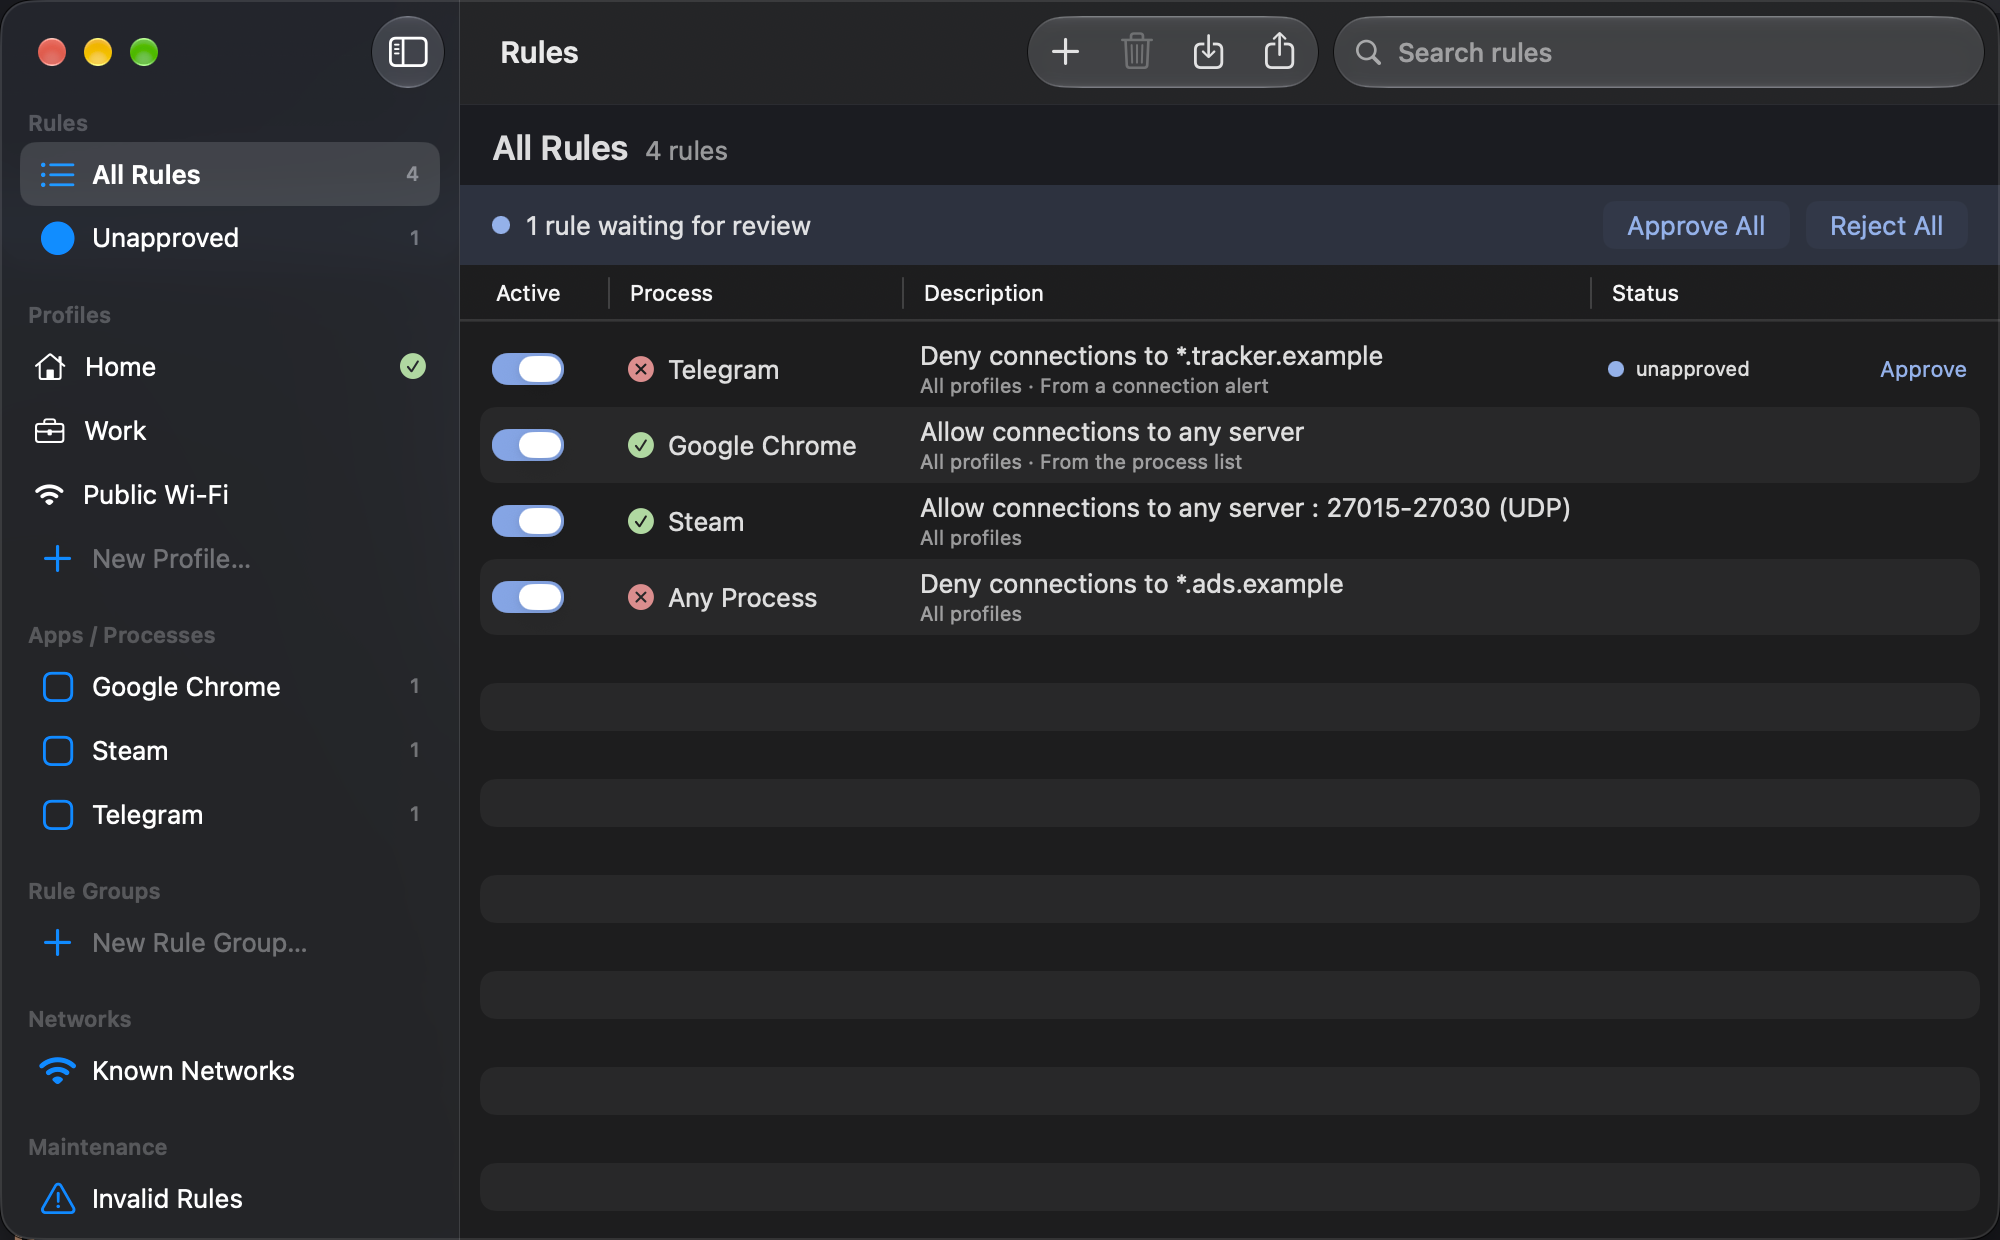 Rules
Search rules
Rules
All Rules 4
Unapproved 1
Profiles
Home
Work
Public Wi-Fi
New Profile...
Apps / Processes
Google Chrome 1
Steam 1
Telegram 1
Rule Groups
New Rule Group...
Networks
Known Networks
Maintenance
Invalid Rules
All Rules 4 rules
1 rule waiting for review Approve All Reject All
Active Process Description Status
Telegram Deny connections to *.tracker.example unapproved Approve
All profiles · From a connection alert
Google Chrome Allow connections to any server
All profiles · From the process list
Steam Allow connections to any server : 27015-27030 (UDP)
All profiles
Any Process Deny connections to *.ads.example
All profiles